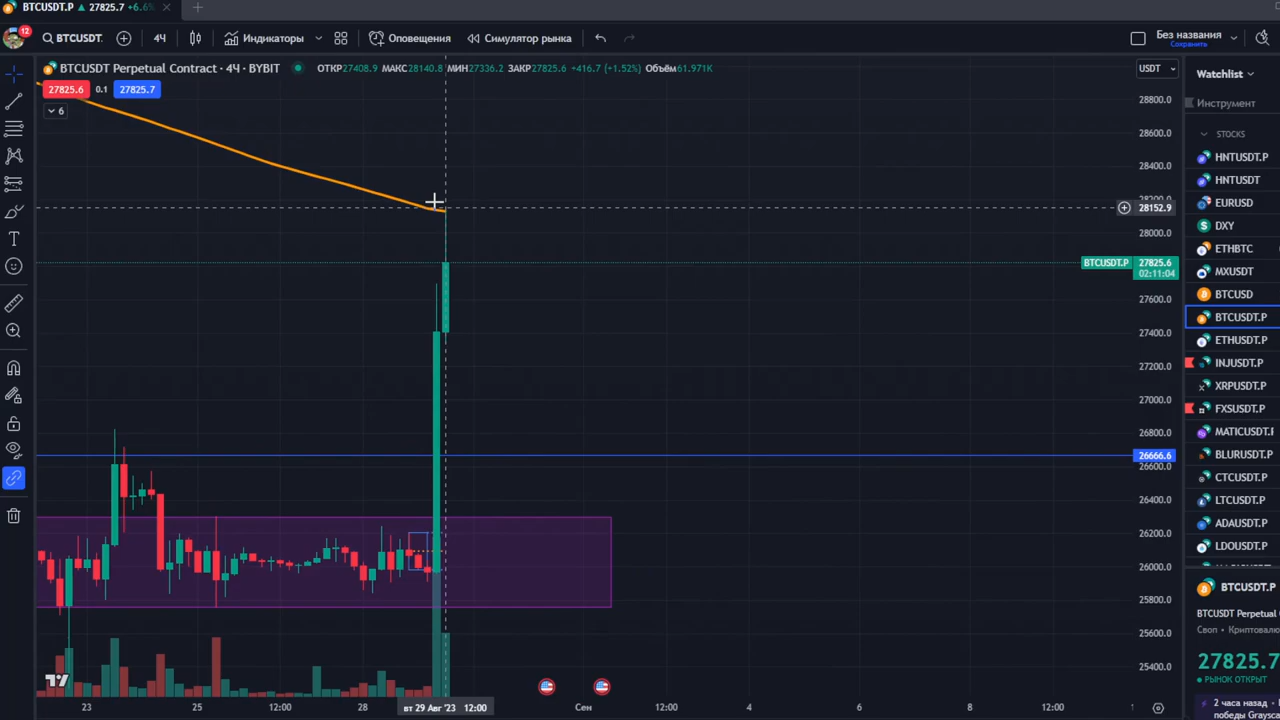 BTCUSDT.P ▲ 27825.7 +6.6%
12 BTCUSDT. 4Ч Индикаторы Оповещения Симулятор рынка Без названия
Сохранить
BTCUSDT Perpetual Contract · 4Ч · BYBIT ОТКР27408.9 МАКС28140.8 МИН27336.2 ЗАКР27825.6 +416.7 (+1.52%) Объём61.971K USDT
27825.6 0.1 27825.7
6
28800.0
28600.0
28400.0
28152.9
28000.0
BTCUSDT.P 27825.6
02:11:04
27600.0
27400.0
27200.0
27000.0
26800.0
26666.6
26600.0
26400.0
26200.0
26000.0
25800.0
25600.0
25400.0
23 25 12:00 28 вт 29 Авг '23 12:00 Сен 12:00 4 6 8 12:00
Watchlist
Инструмент
STOCKS
HNTUSDT.P
HNTUSDT
EURUSD
DXY
ETHBTC
MXUSDT
BTCUSD
BTCUSDT.P
ETHUSDT.P
INJUSDT.P
XRPUSDT.P
FXSUSDT.P
MATICUSDT.P
BLURUSDT.P
CTCUSDT.P
LTCUSDT.P
ADAUSDT.P
LDOUSDT.P
BTCUSDT.P
BTCUSDT Perpetual
Своп • Криптовалю
27825.7
РЫНОК ОТКРЫТ
2 часа назад
победы Grayscal